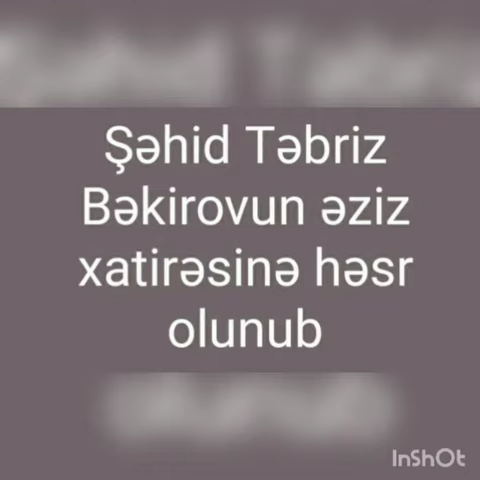 Şəhid Təbriz
Bəkirovun əziz
xatirəsinə həsr
olunub
InShOt